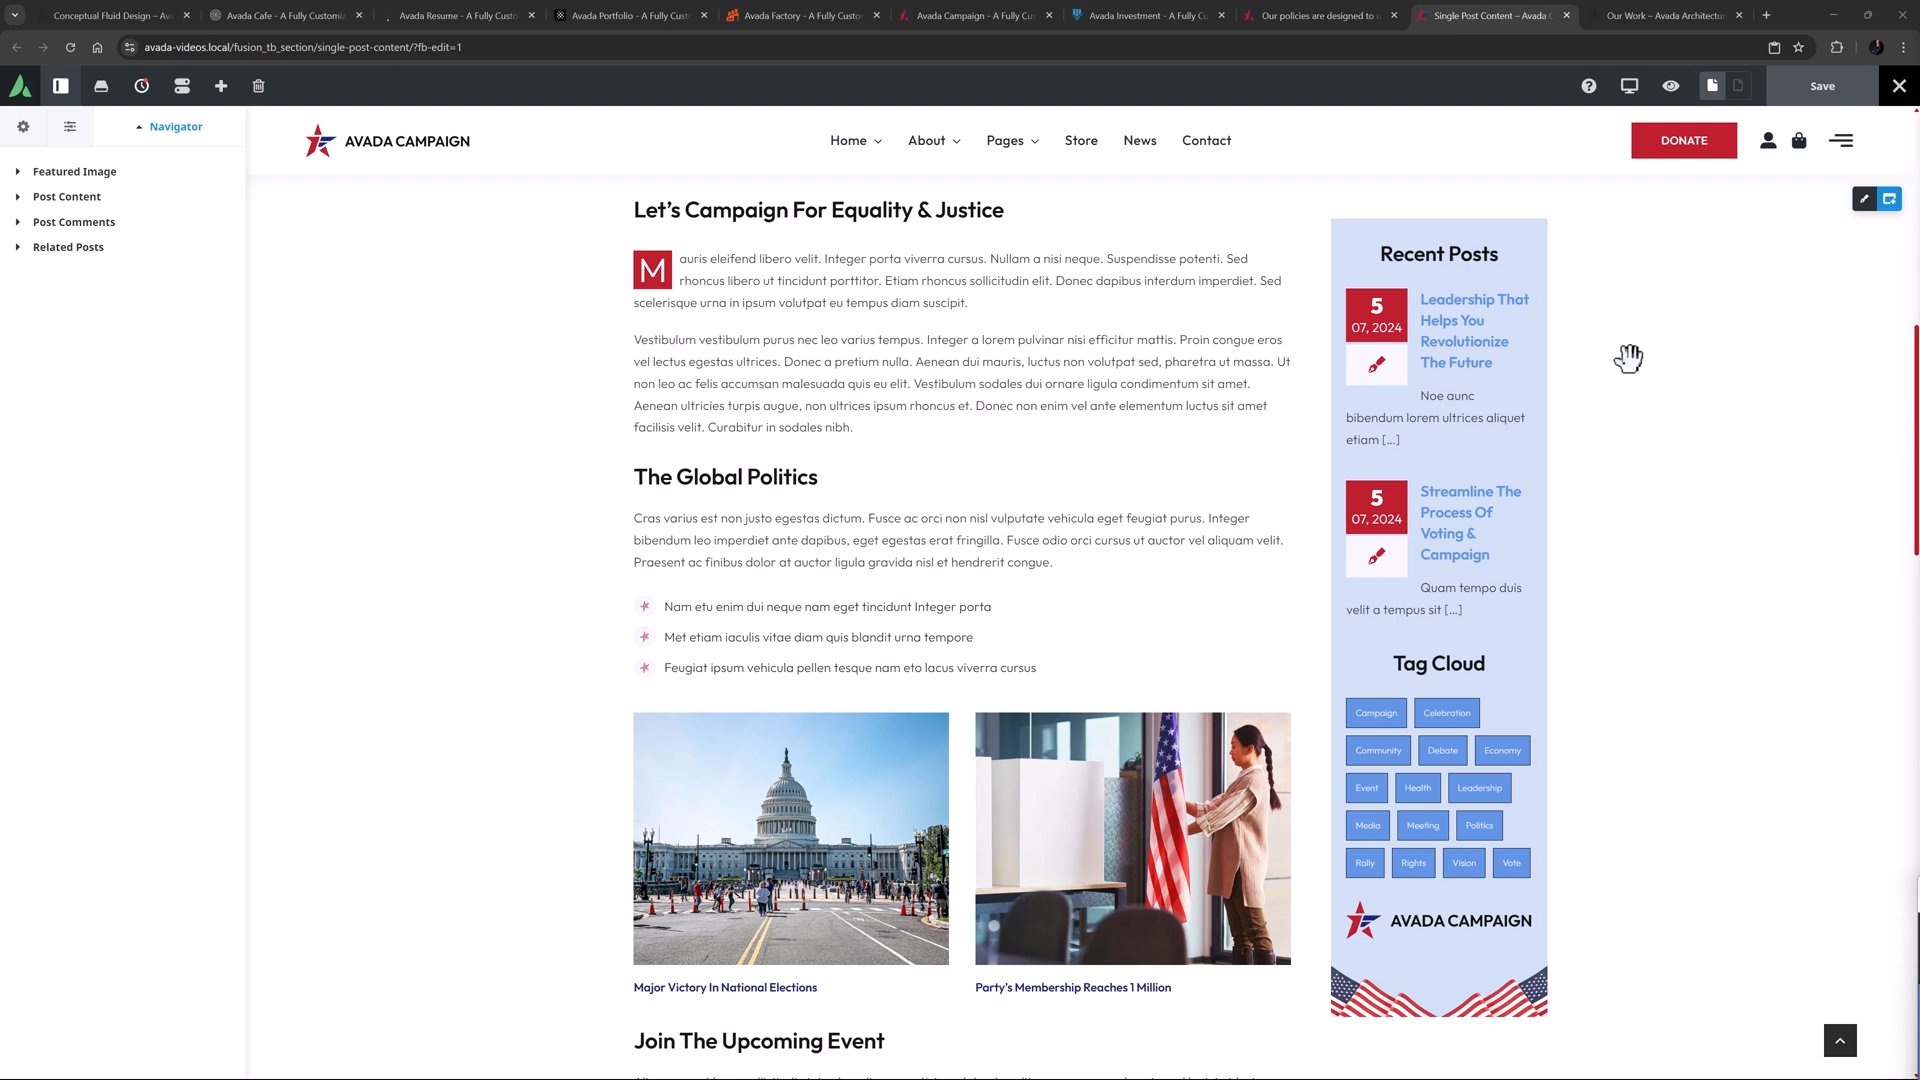 Conceptual Fluid Design – Ava
Avada Cafe - A Fully Customiz
Avada Resume - A Fully Custo
Avada Portfolio - A Fully Cust
Avada Factory - A Fully Custor
Avada Campaign - A Fully Cu
Avada Investment - A Fully C
Our policies are designed to u
Single Post Content – Avada C
Our Work – Avada Architectur
avada-videos.local/fusion_tb_section/single-post-content/?fb-edit=1
Save
Navigator
Featured Image
Post Content
Post Comments
Related Posts
AVADA CAMPAIGN
Home
About
Pages
Store
News
Contact
DONATE
Let's Campaign For Equality & Justice
Mauris eleifend libero velit. Integer porta viverra cursus. Nullam a nisi neque. Suspendisse potenti. Sed
rhoncus libero ut tincidunt porttitor. Etiam rhoncus sollicitudin elit. Donec dapibus interdum imperdiet. Sed
scelerisque urna in ipsum volutpat eu tempus diam suscipit.
Vestibulum vestibulum purus nec leo varius tempus. Integer a lorem pulvinar nisi efficitur mattis. Proin congue eros
vel lectus egestas ultrices. Donec a pretium nulla. Aenean dui mauris, luctus non volutpat sed, pharetra ut massa. Ut
non leo ac felis accumsan malesuada quis eu elit. Vestibulum sodales dui ornare ligula condimentum sit amet.
Aenean ultricies turpis augue, non ultrices ipsum rhoncus et. Donec non enim vel ante elementum luctus sit amet
facilisis velit. Curabitur in sodales nibh.
The Global Politics
Cras varius est non justo egestas dictum. Fusce ac orci non nisl vulputate vehicula eget feugiat purus. Integer
bibendum leo imperdiet ante dapibus, eget egestas erat fringilla. Fusce odio orci cursus ut auctor vel aliquam velit.
Praesent ac finibus dolor at auctor ligula gravida nisl et hendrerit congue.
Nam etu enim dui neque nam eget tincidunt Integer porta
Met etiam iaculis vitae diam quis blandit urna tempore
Feugiat ipsum vehicula pellen tesque nam eto lacus viverra cursus
Major Victory In National Elections
Party's Membership Reaches 1 Million
Join The Upcoming Event
Recent Posts
5
07, 2024
Leadership That
Helps You
Revolutionize
The Future
Noe aunc
bibendum lorem ultrices aliquet
etiam [...]
5
07, 2024
Streamline The
Process Of
Voting &
Campaign
Quam tempo duis
velit a tempus sit [...]
Tag Cloud
Campaign
Celebration
Community
Debate
Economy
Event
Health
Leadership
Media
Meeting
Politics
Rally
Rights
Vision
Vote
AVADA CAMPAIGN